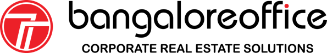 bangaloreoffice
CORPORATE REAL ESTATE SOLUTIONS